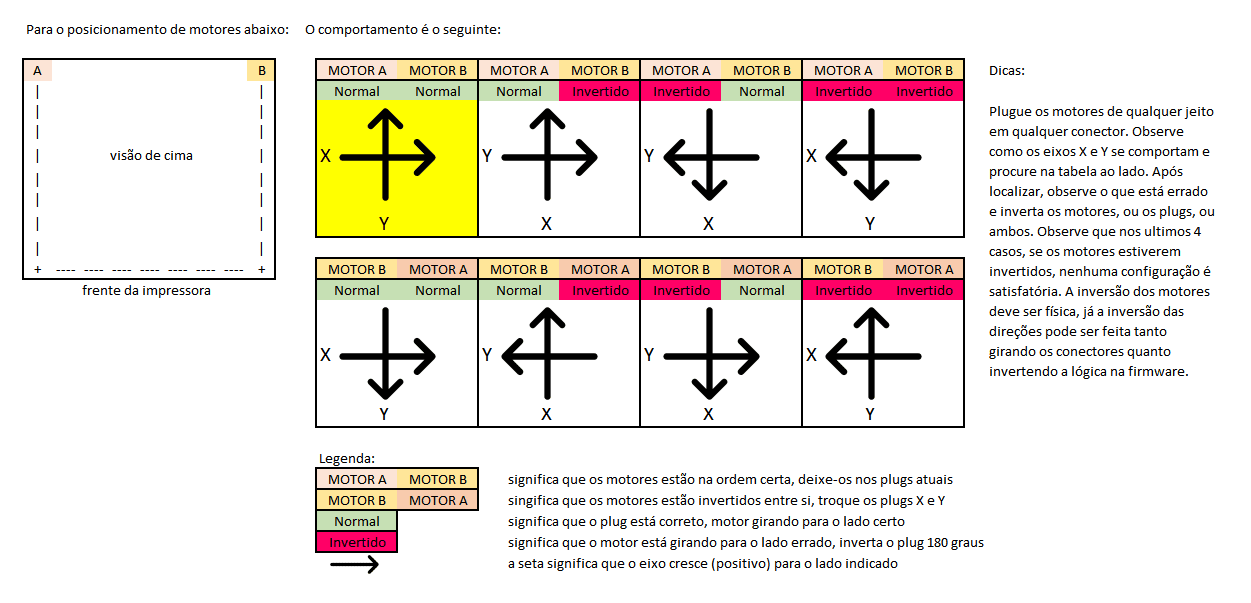 Para o posicionamento de motores abaixo:
O comportamento é o seguinte:
A
B
|
|
|
|
|
|
|
|
|
|
visão de cima
|
|
|
|
|
|
|
|
+ ---- ---- ---- ---- ---- ---- ---- +
frente da impressora
MOTOR A MOTOR B MOTOR A MOTOR B MOTOR A MOTOR B MOTOR A MOTOR B
Normal Normal Normal Invertido Invertido Normal Invertido Invertido
X Y Y X
Y X X Y
MOTOR B MOTOR A MOTOR B MOTOR A MOTOR B MOTOR A MOTOR B MOTOR A
Normal Normal Normal Invertido Invertido Normal Invertido Invertido
X Y Y X
Y X X Y
Dicas:
Plugue os motores de qualquer jeito
em qualquer conector. Observe
como os eixos X e Y se comportam e
procure na tabela ao lado. Após
localizar, observe o que está errado
e inverta os motores, ou os plugs, ou
ambos. Observe que nos ultimos 4
casos, se os motores estiverem
invertidos, nenhuma configuração é
satisfatória. A inversão dos motores
deve ser física, já a inversão das
direções pode ser feita tanto
girando os conectores quanto
invertendo a lógica na firmware.
Legenda:
MOTOR A MOTOR B significa que os motores estão na ordem certa, deixe-os nos plugs atuais
MOTOR B MOTOR A singifica que os motores estão invertidos entre si, troque os plugs X e Y
Normal significa que o plug está correto, motor girando para o lado certo
Invertido significa que o motor está girando para o lado errado, inverta o plug 180 graus
a seta significa que o eixo cresce (positivo) para o lado indicado